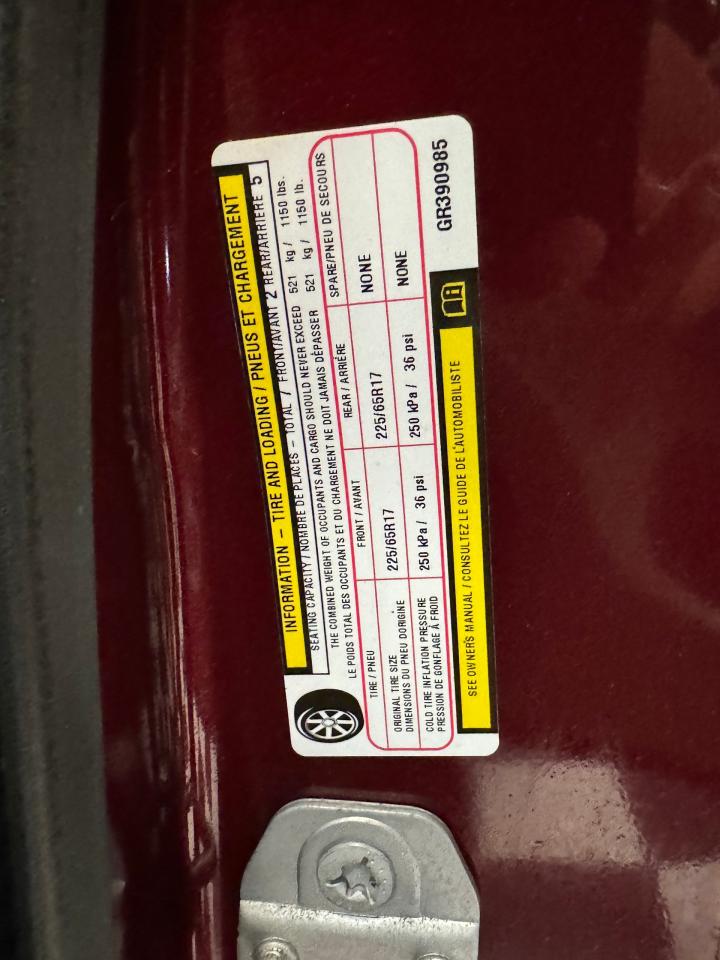 INFORMATION – TIRE AND LOADING / PNEUS ET CHARGEMENT
SEATING CAPACITY / NOMBRE DE PLACES – TOTAL 7 FRONT/AVANT 2 REAR/ARRIÈRE 5
THE COMBINED WEIGHT OF OCCUPANTS AND CARGO SHOULD NEVER EXCEED 521 kg / 1150 lbs.
LE POIDS TOTAL DES OCCUPANTS ET DU CHARGEMENT NE DOIT JAMAIS DÉPASSER 521 kg / 1150 lb.
TIRE / PNEU FRONT / AVANT REAR / ARRIÈRE SPARE/PNEU DE SECOURS
ORIGINAL TIRE SIZE
DIMENSIONS DU PNEU DORIGINE
225/65R17 225/65R17 NONE
COLD TIRE INFLATION PRESSURE
PRESSION DE GONFLAGE À FROID
250 kPa / 36 psi 250 kPa / 36 psi NONE
SEE OWNER'S MANUAL / CONSULTEZ LE GUIDE DE L'AUTOMOBILISTE
GR390985